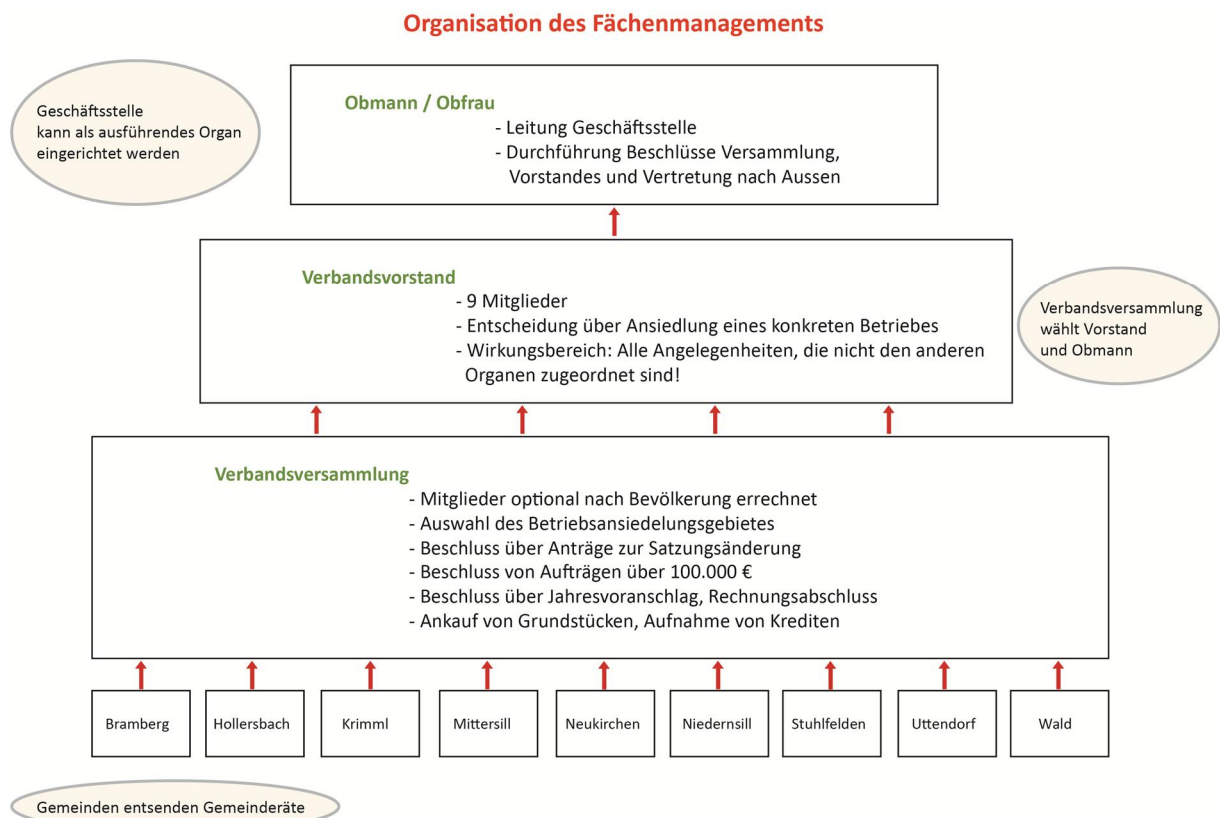 Organisation des Fächenmanagements
Geschäftsstelle
kann als ausführendes Organ
eingerichtet werden
Obmann / Obfrau
- Leitung Geschäftsstelle
- Durchführung Beschlüsse Versammlung,
Vorstandes und Vertretung nach Aussen
Verbandsvorstand
- 9 Mitglieder
- Entscheidung über Ansiedlung eines konkreten Betriebes
- Wirkungsbereich: Alle Angelegenheiten, die nicht den anderen
Organen zugeordnet sind!
Verbandsversammlung
wählt Vorstand
und Obmann
Verbandsversammlung
- Mitglieder optional nach Bevölkerung errechnet
- Auswahl des Betriebsansiedelungsgebietes
- Beschluss über Anträge zur Satzungsänderung
- Beschluss von Aufträgen über 100.000 €
- Beschluss über Jahresvoranschlag, Rechnungsabschluss
- Ankauf von Grundstücken, Aufnahme von Krediten
Bramberg
Hollersbach
Krimml
Mittersill
Neukirchen
Niedernsill
Stuhlfelden
Uttendorf
Wald
Gemeinden entsenden Gemeinderäte